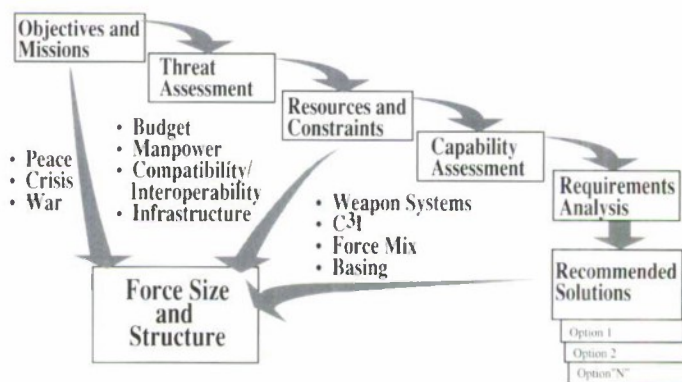 Objectives and
Missions
Threat
Assessment
Resources and
Constraints
Capability
Assessment
Requirements
Analysis
• Peace
• Crisis
• War
• Budget
• Manpower
• Compatibility/
Interoperability
• Infrastructure
• Weapon Systems
• C³I
• Force Mix
• Basing
Force Size
and
Structure
Recommended
Solutions
Option 1
Option 2
Option"N"